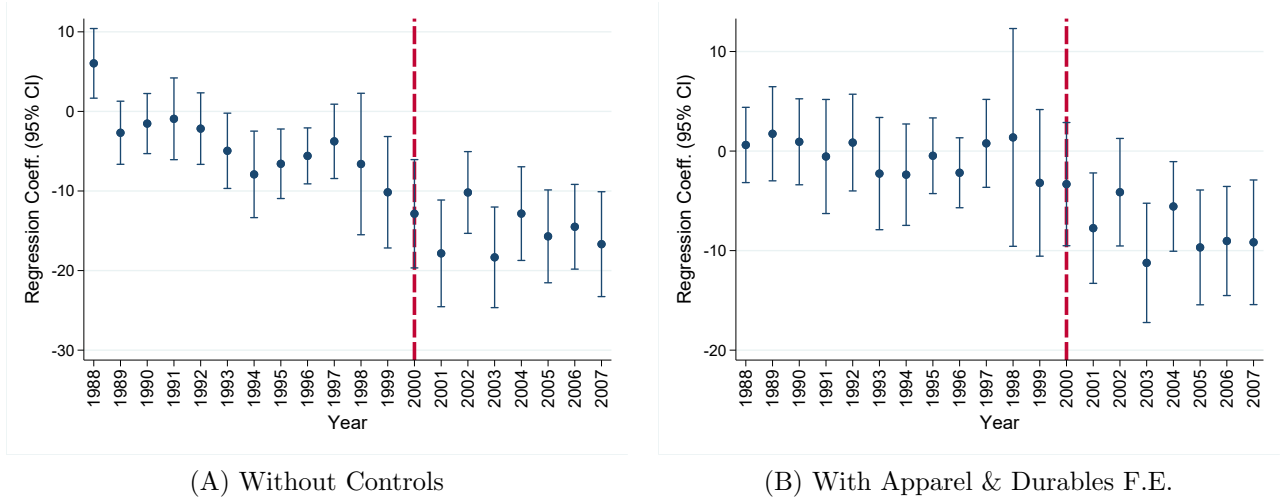 Regression Coeff. (95% CI)
10
0
-10
-20
-30
1988 1989 1990 1991 1992 1993 1994 1995 1996 1997 1998 1999 2000 2001 2002 2003 2004 2005 2006 2007
Year
(A) Without Controls
Regression Coeff. (95% CI)
10
0
-10
-20
1988 1989 1990 1991 1992 1993 1994 1995 1996 1997 1998 1999 2000 2001 2002 2003 2004 2005 2006 2007
Year
(B) With Apparel & Durables F.E.